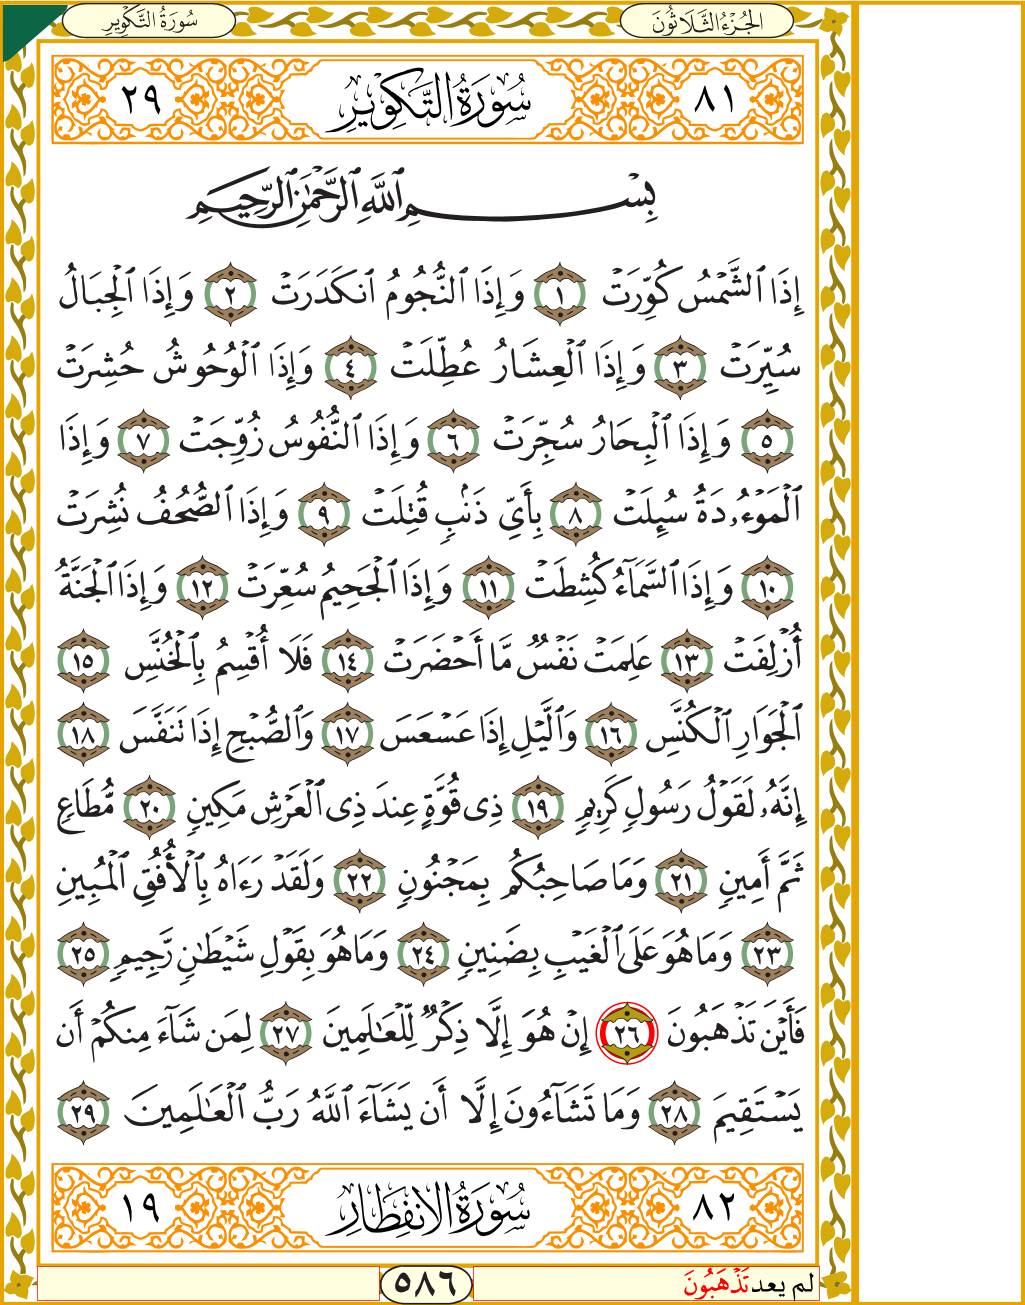 الجُزْءُ الثَّلَاثُونَ
سُورَةُ التَّكْوِيرِ
٨١ سُورَةُ التَّكْوِيرِ ٢٩
بِسْمِ ٱللَّهِ ٱلرَّحْمَٰنِ ٱلرَّحِيمِ
إِذَا ٱلشَّمْسُ كُوِّرَتْ ١ وَإِذَا ٱلنُّجُومُ ٱنكَدَرَتْ ٢ وَإِذَا ٱلْجِبَالُ
سُيِّرَتْ ٣ وَإِذَا ٱلْعِشَارُ عُطِّلَتْ ٤ وَإِذَا ٱلْوُحُوشُ حُشِرَتْ
٥ وَإِذَا ٱلْبِحَارُ سُجِّرَتْ ٦ وَإِذَا ٱلنُّفُوسُ زُوِّجَتْ ٧ وَإِذَا
ٱلْمَوْءُۥدَةُ سُئِلَتْ ٨ بِأَىِّ ذَنۢبٍ قُتِلَتْ ٩ وَإِذَا ٱلصُّحُفُ نُشِرَتْ
١٠ وَإِذَا ٱلسَّمَآءُ كُشِطَتْ ١١ وَإِذَا ٱلْجَحِيمُ سُعِّرَتْ ١٢ وَإِذَا ٱلْجَنَّةُ
أُزْلِفَتْ ١٣ عَلِمَتْ نَفْسٌ مَّا أَحْضَرَتْ ١٤ فَلَا أُقْسِمُ بِٱلْخُنَّسِ ١٥
ٱلْجَوَارِ ٱلْكُنَّسِ ١٦ وَٱلَّيْلِ إِذَا عَسْعَسَ ١٧ وَٱلصُّبْحِ إِذَا تَنَفَّسَ ١٨
إِنَّهُۥ لَقَوْلُ رَسُولٍ كَرِيمٍ ١٩ ذِى قُوَّةٍ عِندَ ذِى ٱلْعَرْشِ مَكِينٍ ٢٠ مُّطَاعٍ
ثَمَّ أَمِينٍ ٢١ وَمَا صَاحِبُكُم بِمَجْنُونٍ ٢٢ وَلَقَدْ رَءَاهُ بِٱلْأُفُقِ ٱلْمُبِينِ
٢٣ وَمَا هُوَ عَلَى ٱلْغَيْبِ بِضَنِينٍ ٢٤ وَمَا هُوَ بِقَوْلِ شَيْطَٰنٍ رَّجِيمٍ ٢٥
فَأَيْنَ تَذْهَبُونَ ٢٦ إِنْ هُوَ إِلَّا ذِكْرٌ لِّلْعَٰلَمِينَ ٢٧ لِمَن شَآءَ مِنكُمْ أَن
يَسْتَقِيمَ ٢٨ وَمَا تَشَآءُونَ إِلَّا أَن يَشَآءَ ٱللَّهُ رَبُّ ٱلْعَٰلَمِينَ ٢٩
٨٢ سُورَةُ الِانفِطَارِ ١٩
لم يعد تَذْهَبُونَ
٥٨٦